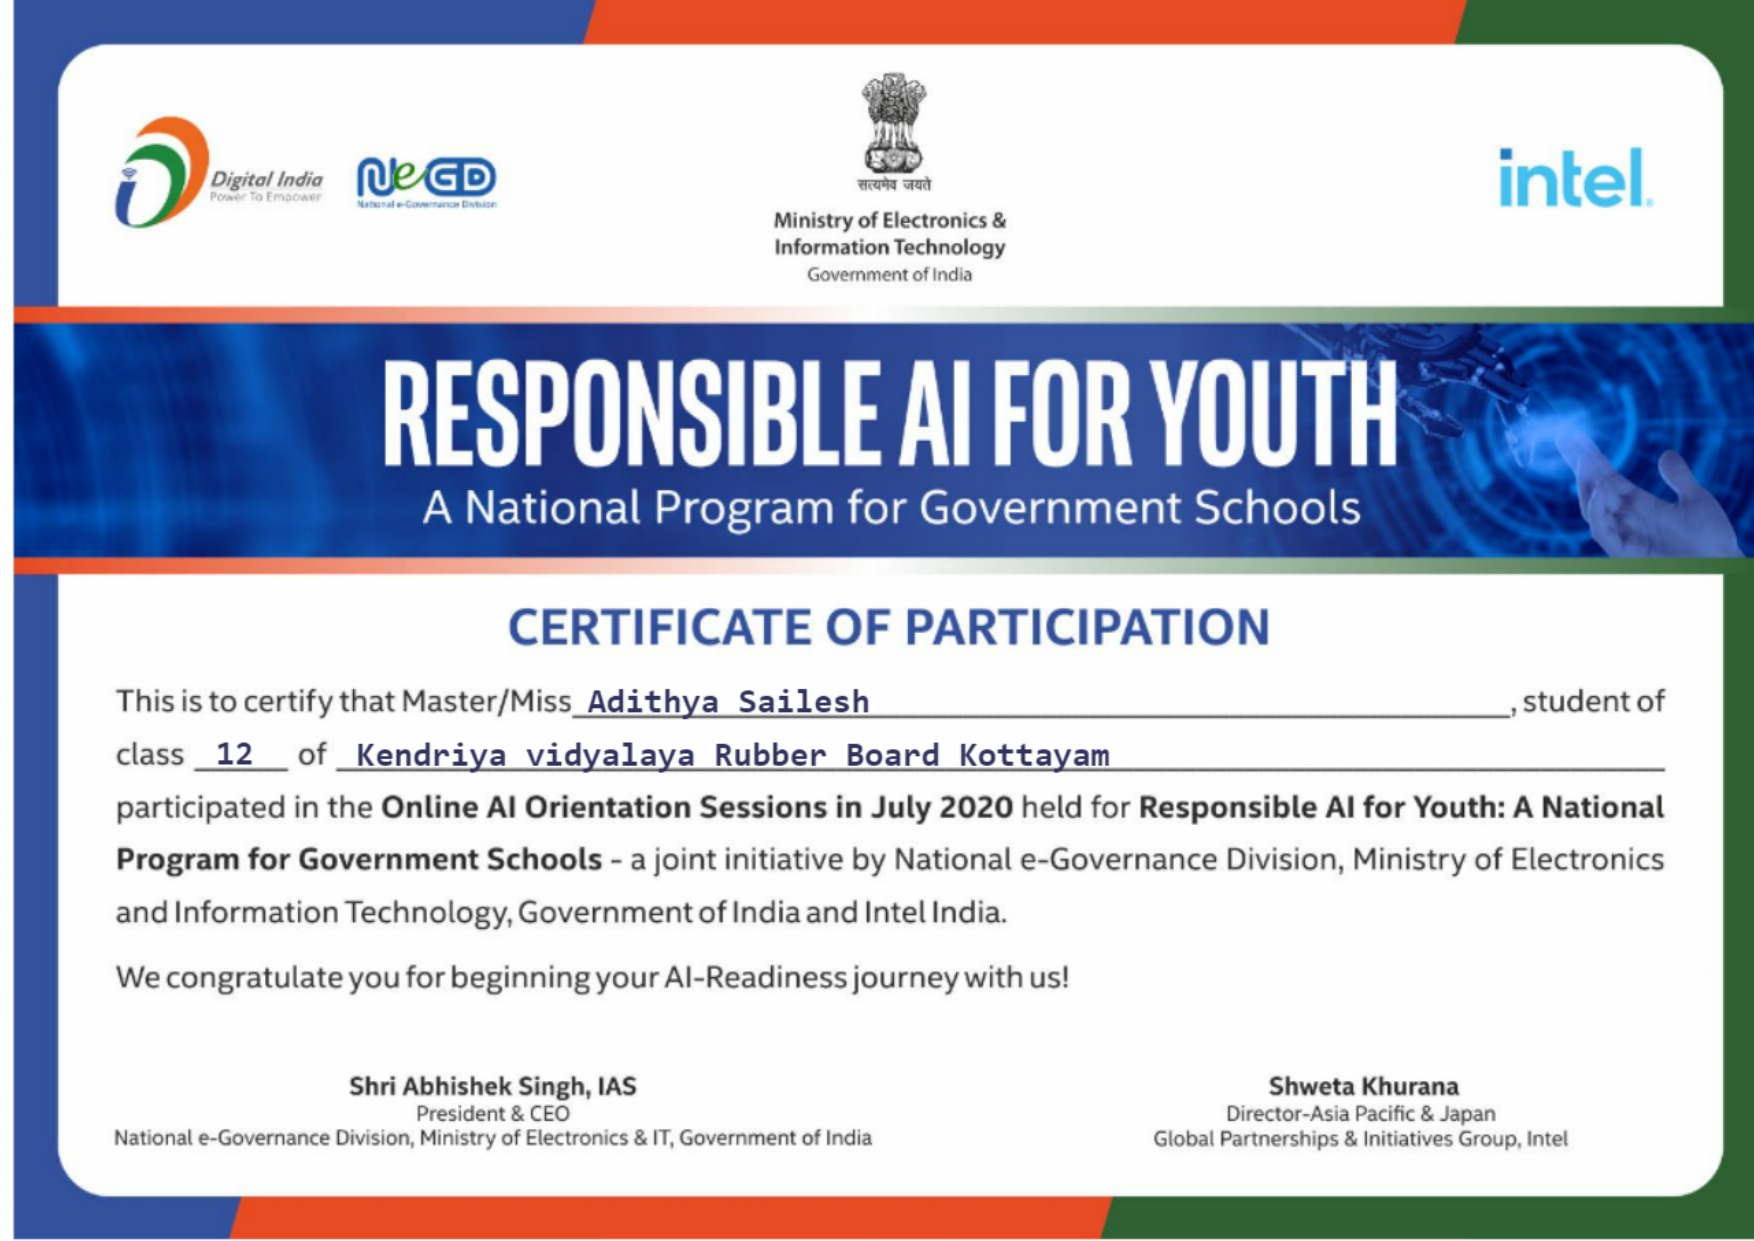 Digital India
Power To Empower
NeGD
National e-Governance Division
सत्यमेव जयते
Ministry of Electronics &
Information Technology
Government of India
intel.
RESPONSIBLE AI FOR YOUTH
A National Program for Government Schools
CERTIFICATE OF PARTICIPATION
This is to certify that Master/Miss Adithya Sailesh, student of
class 12 of Kendriya vidyalaya Rubber Board Kottayam
participated in the Online AI Orientation Sessions in July 2020 held for Responsible AI for Youth: A National
Program for Government Schools - a joint initiative by National e-Governance Division, Ministry of Electronics
and Information Technology, Government of India and Intel India.
We congratulate you for beginning your AI-Readiness journey with us!
Shri Abhishek Singh, IAS
President & CEO
National e-Governance Division, Ministry of Electronics & IT, Government of India
Shweta Khurana
Director-Asia Pacific & Japan
Global Partnerships & Initiatives Group, Intel